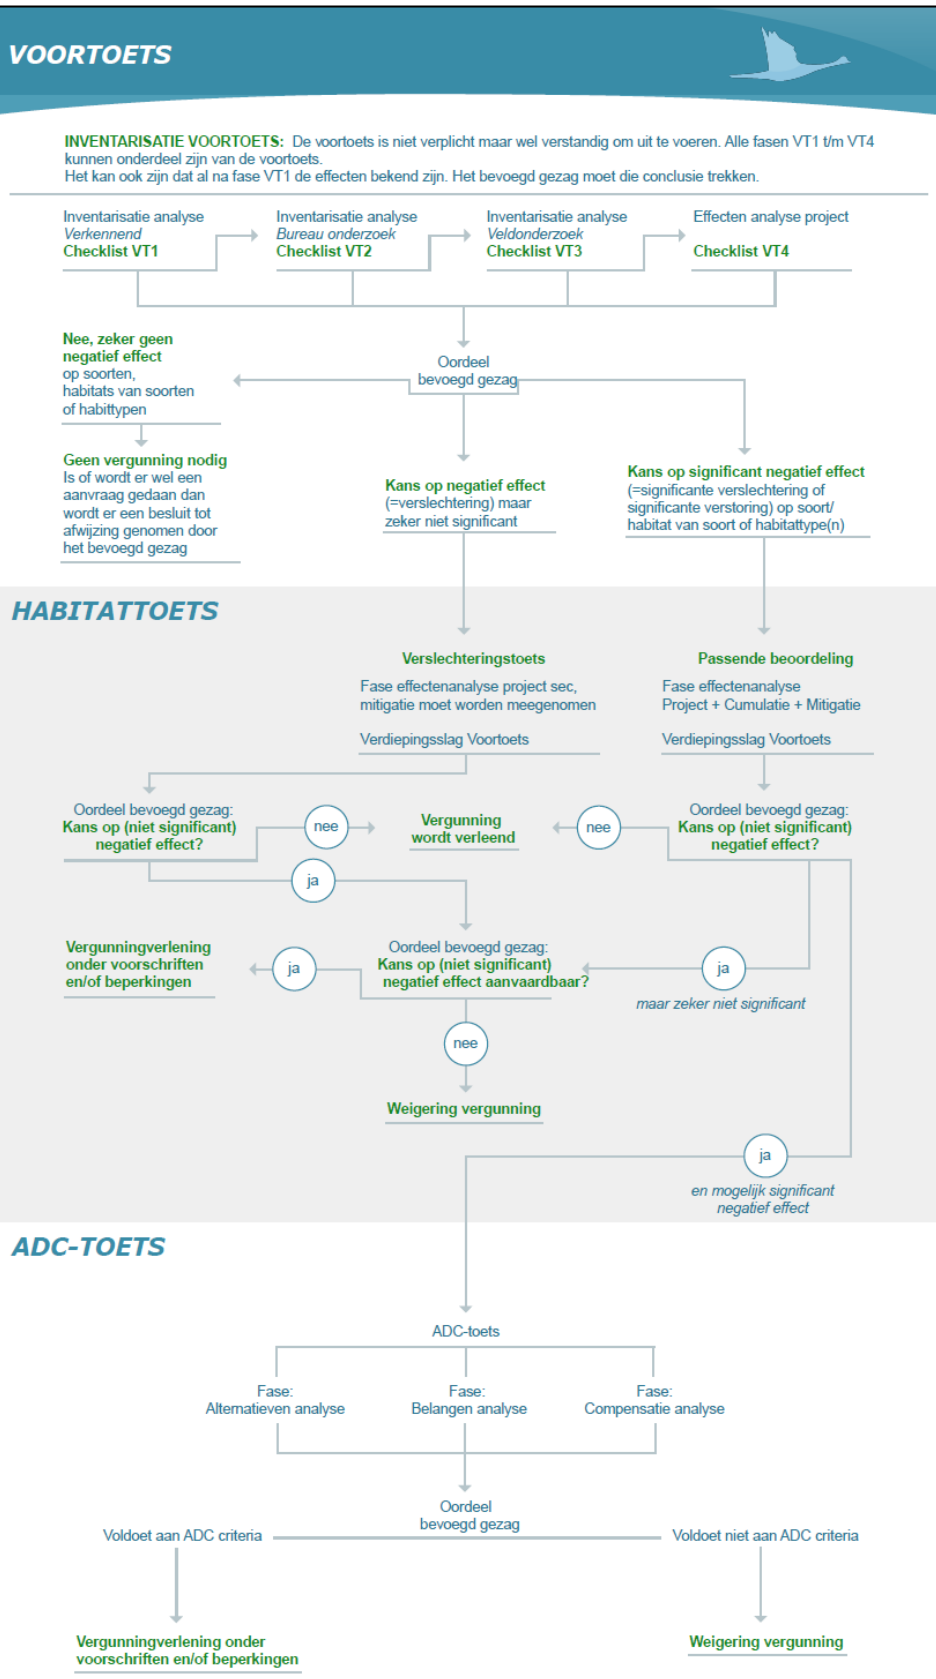 VOORTOETS
INVENTARISATIE VOORTOETS: De voortoets is niet verplicht maar wel verstandig om uit te voeren. Alle fasen VT1 t/m VT4
kunnen onderdeel zijn van de voortoets.
Het kan ook zijn dat al na fase VT1 de effecten bekend zijn. Het bevoegd gezag moet die conclusie trekken.
Inventarisatie analyse
Verkennend
Checklist VT1
Inventarisatie analyse
Bureau onderzoek
Checklist VT2
Inventarisatie analyse
Veldonderzoek
Checklist VT3
Effecten analyse project
Checklist VT4
Oordeel
bevoegd gezag
Nee, zeker geen
negatief effect
op soorten,
habitats van soorten
of habittypen
Geen vergunning nodig
Is of wordt er wel een
aanvraag gedaan dan
wordt er een besluit tot
afwijzing genomen door
het bevoegd gezag
Kans op negatief effect
(=verslechtering) maar
zeker niet significant
Kans op significant negatief effect
(=significante verslechtering of
significante verstoring) op soort/
habitat van soort of habitattype(n)
HABITATTOETS
Verslechteringstoets
Fase effectenanalyse project sec,
mitigatie moet worden meegenomen
Verdiepingsslag Voortoets
Passende beoordeling
Fase effectenanalyse
Project + Cumulatie + Mitigatie
Verdiepingsslag Voortoets
Oordeel bevoegd gezag:
Kans op (niet significant)
negatief effect?
nee
Vergunning
wordt verleend
nee
Oordeel bevoegd gezag:
Kans op (niet significant)
negatief effect?
ja
Vergunningverlening
onder voorschriften
en/of beperkingen
ja
Oordeel bevoegd gezag:
Kans op (niet significant)
negatief effect aanvaardbaar?
ja
maar zeker niet significant
nee
Weigering vergunning
ja
en mogelijk significant
negatief effect
ADC-TOETS
ADC-toets
Fase:
Alternatieven analyse
Fase:
Belangen analyse
Fase:
Compensatie analyse
Oordeel
bevoegd gezag
Voldoet aan ADC criteria
Voldoet niet aan ADC criteria
Vergunningverlening onder
voorschriften en/of beperkingen
Weigering vergunning